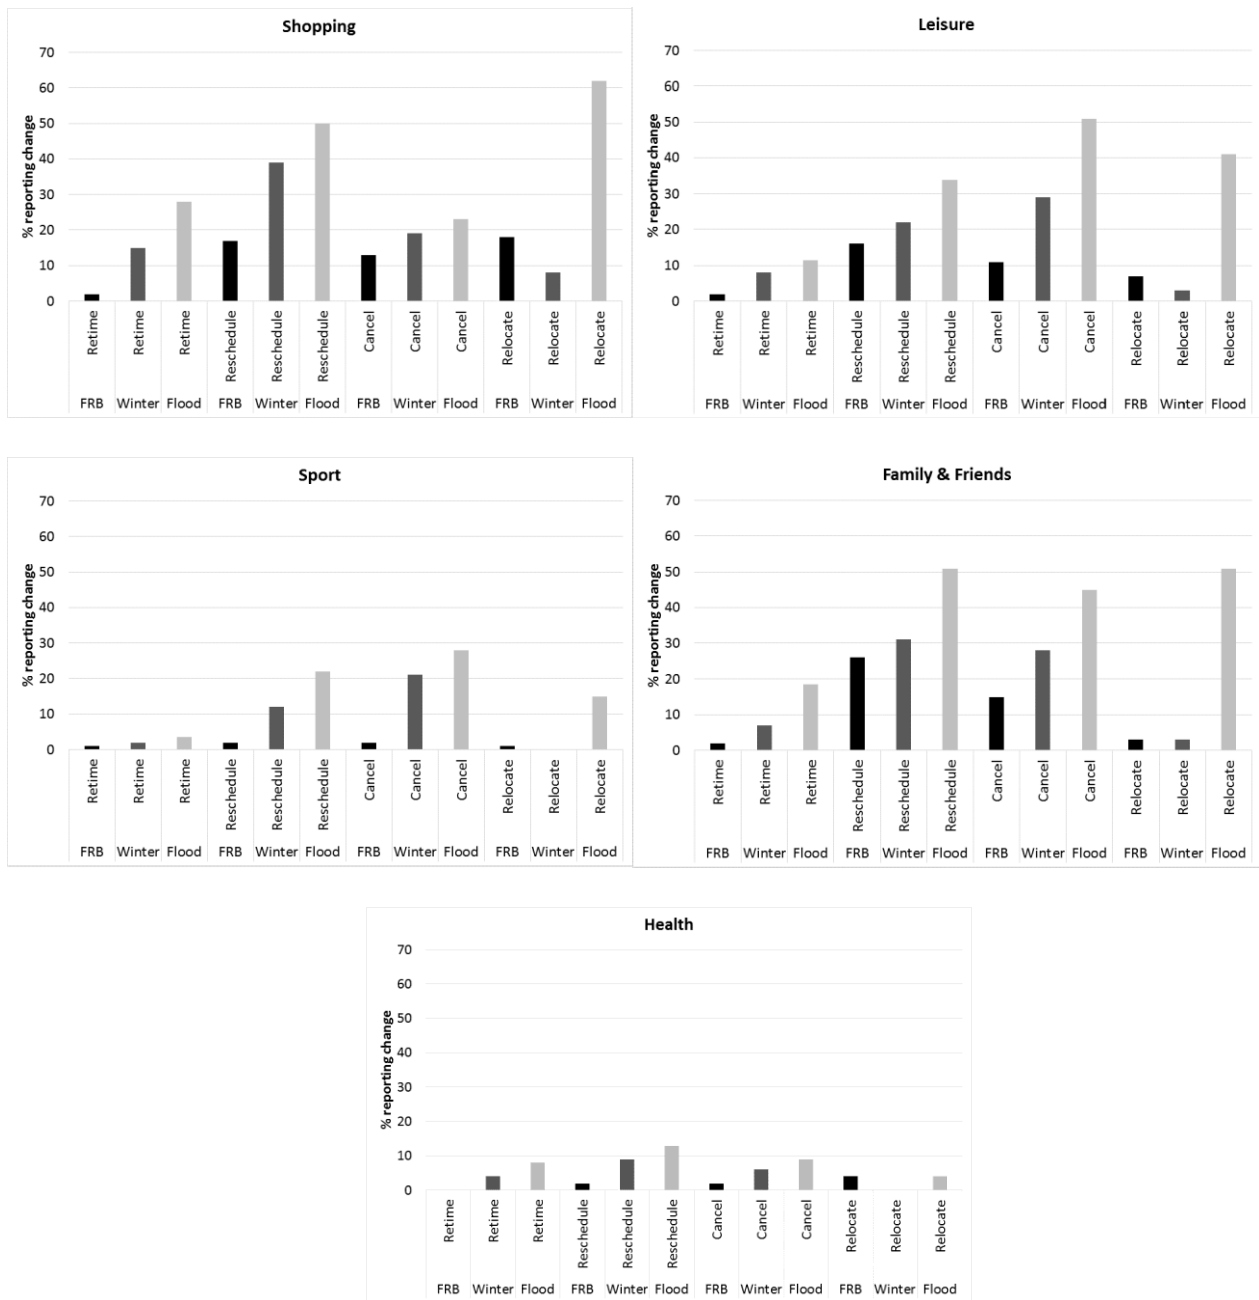 Shopping
% reporting change
70
60
50
40
30
20
10
0
Retime Retime Retime Reschedule Reschedule Reschedule Cancel Cancel Cancel Relocate Relocate Relocate
FRB Winter Flood FRB Winter Flood FRB Winter Flood FRB Winter Flood
Leisure
% reporting change
70
60
50
40
30
20
10
0
Retime Retime Retime Reschedule Reschedule Reschedule Cancel Cancel Cancel Relocate Relocate Relocate
FRB Winter Flood FRB Winter Flood FRB Winter Flood FRB Winter Flood
Sport
% reporting change
70
60
50
40
30
20
10
0
Retime Retime Retime Reschedule Reschedule Reschedule Cancel Cancel Cancel Relocate Relocate Relocate
FRB Winter Flood FRB Winter Flood FRB Winter Flood FRB Winter Flood
Family & Friends
% reporting change
70
60
50
40
30
20
10
0
Retime Retime Retime Reschedule Reschedule Reschedule Cancel Cancel Cancel Relocate Relocate Relocate
FRB Winter Flood FRB Winter Flood FRB Winter Flood FRB Winter Flood
Health
% reporting change
70
60
50
40
30
20
10
0
Retime Retime Retime Reschedule Reschedule Reschedule Cancel Cancel Cancel Relocate Relocate Relocate
FRB Winter Flood FRB Winter Flood FRB Winter Flood FRB Winter Flood